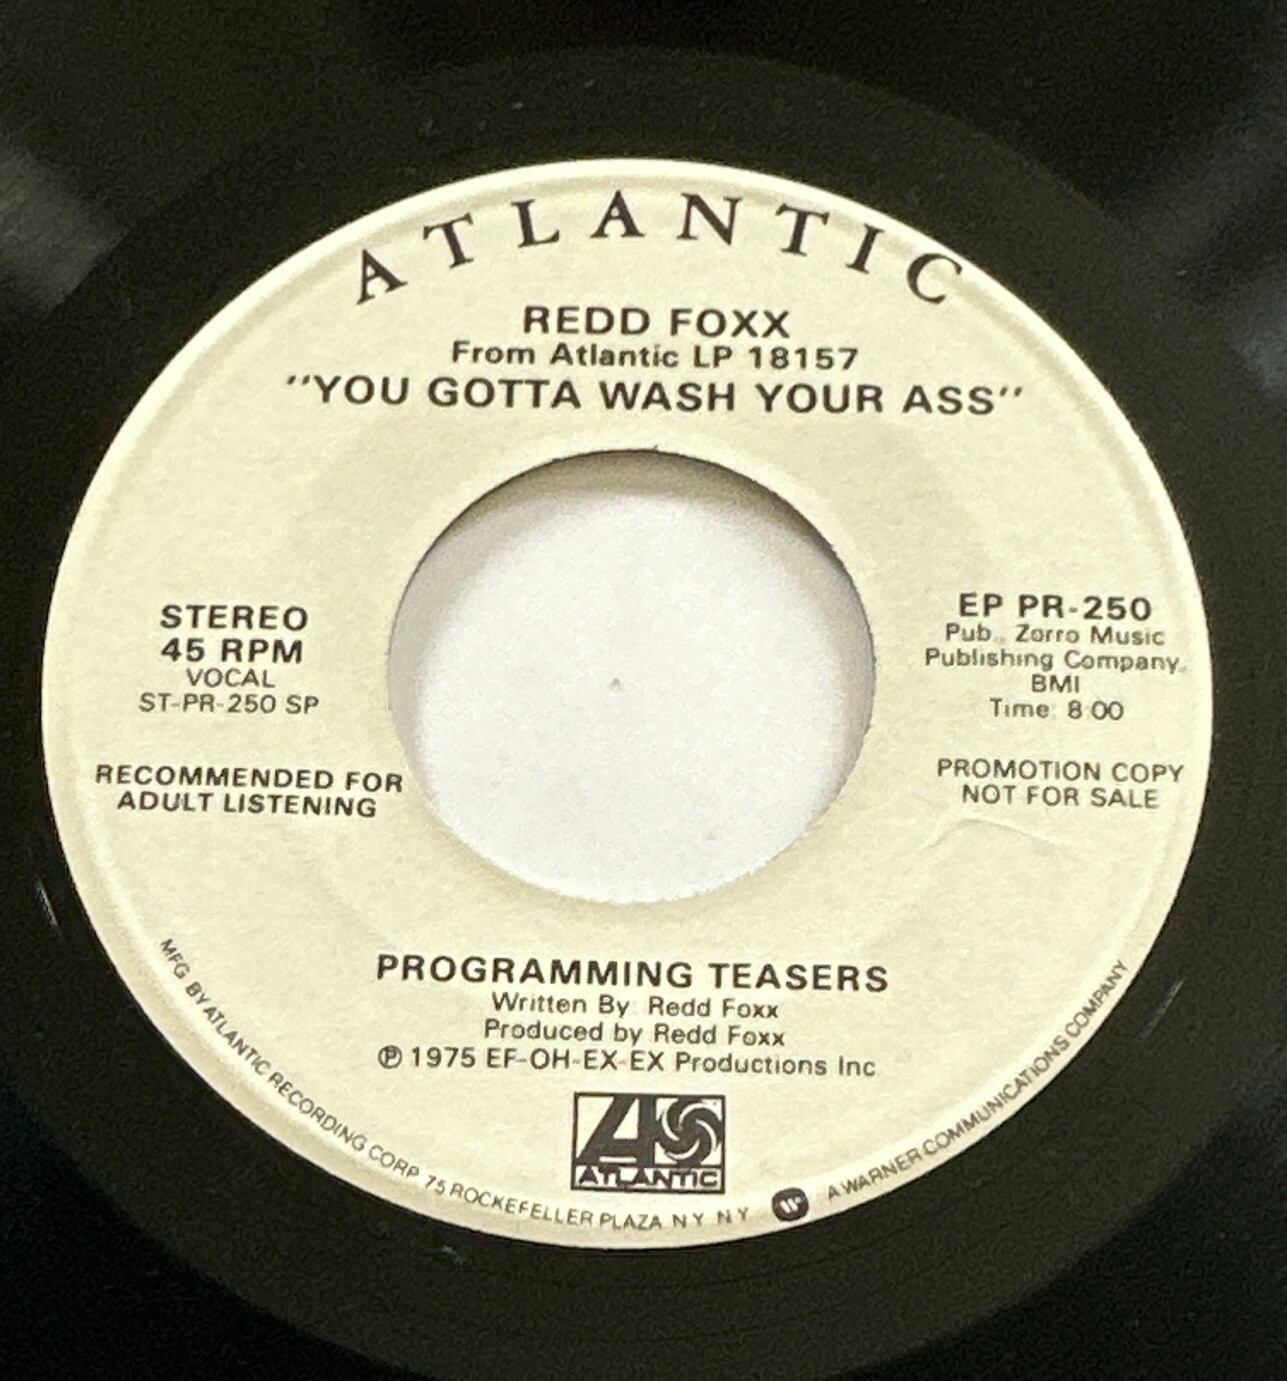 ATLANTIC
REDD FOXX
From Atlantic LP 18157
"YOU GOTTA WASH YOUR ASS"
STEREO
45 RPM
VOCAL
ST-PR-250 SP
RECOMMENDED FOR
ADULT LISTENING
EP PR-250
Pub., Zorro Music
Publishing Company,
BMI
Time: 8:00
PROMOTION COPY
NOT FOR SALE
PROGRAMMING TEASERS
Written By: Redd Foxx
Produced by Redd Foxx
℗ 1975 EF-OH-EX-EX Productions Inc
ATLANTIC
MFG BY ATLANTIC RECORDING CORP 75 ROCKEFELLER PLAZA N Y N Y A WARNER COMMUNICATIONS COMPANY